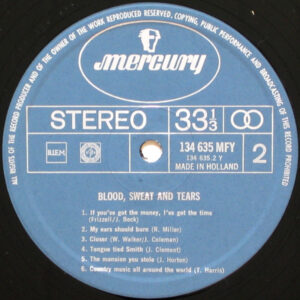 ALL RIGHTS OF THE RECORD PRODUCER AND OF THE OWNER OF THE WORK REPRODUCED RESERVED. COPYING, PUBLIC PERFORMANCE AND BROADCASTING OF THIS RECORD PROHIBITED
mercury
STEREO 33 1/3
B.I.E.M.
134 635 MFY
134 635.2 Y
MADE IN HOLLAND
2
BLOOD, SWEAT AND TEARS
1. If you've got the money, I've got the time
(Frizzell/J. Beck)
2. My ears should burn (R. Miller)
3. Closer (W. Walker/J. Coleman)
4. Tongue tied Smith (J. Clement)
5. The mansion you stole (J. Horton)
6. Country music all around the world (T. Harris)